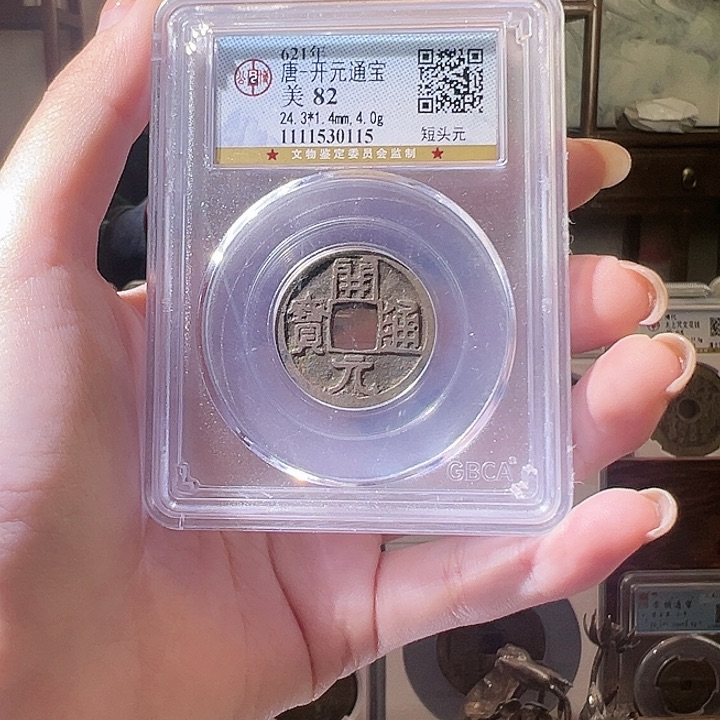 621年
唐-开元通宝
美 82
24.3*1.4mm,4.0g
1111530115
短头元
★ 文物鉴定委员会监制 ★
開
寶 通
元
GBCA